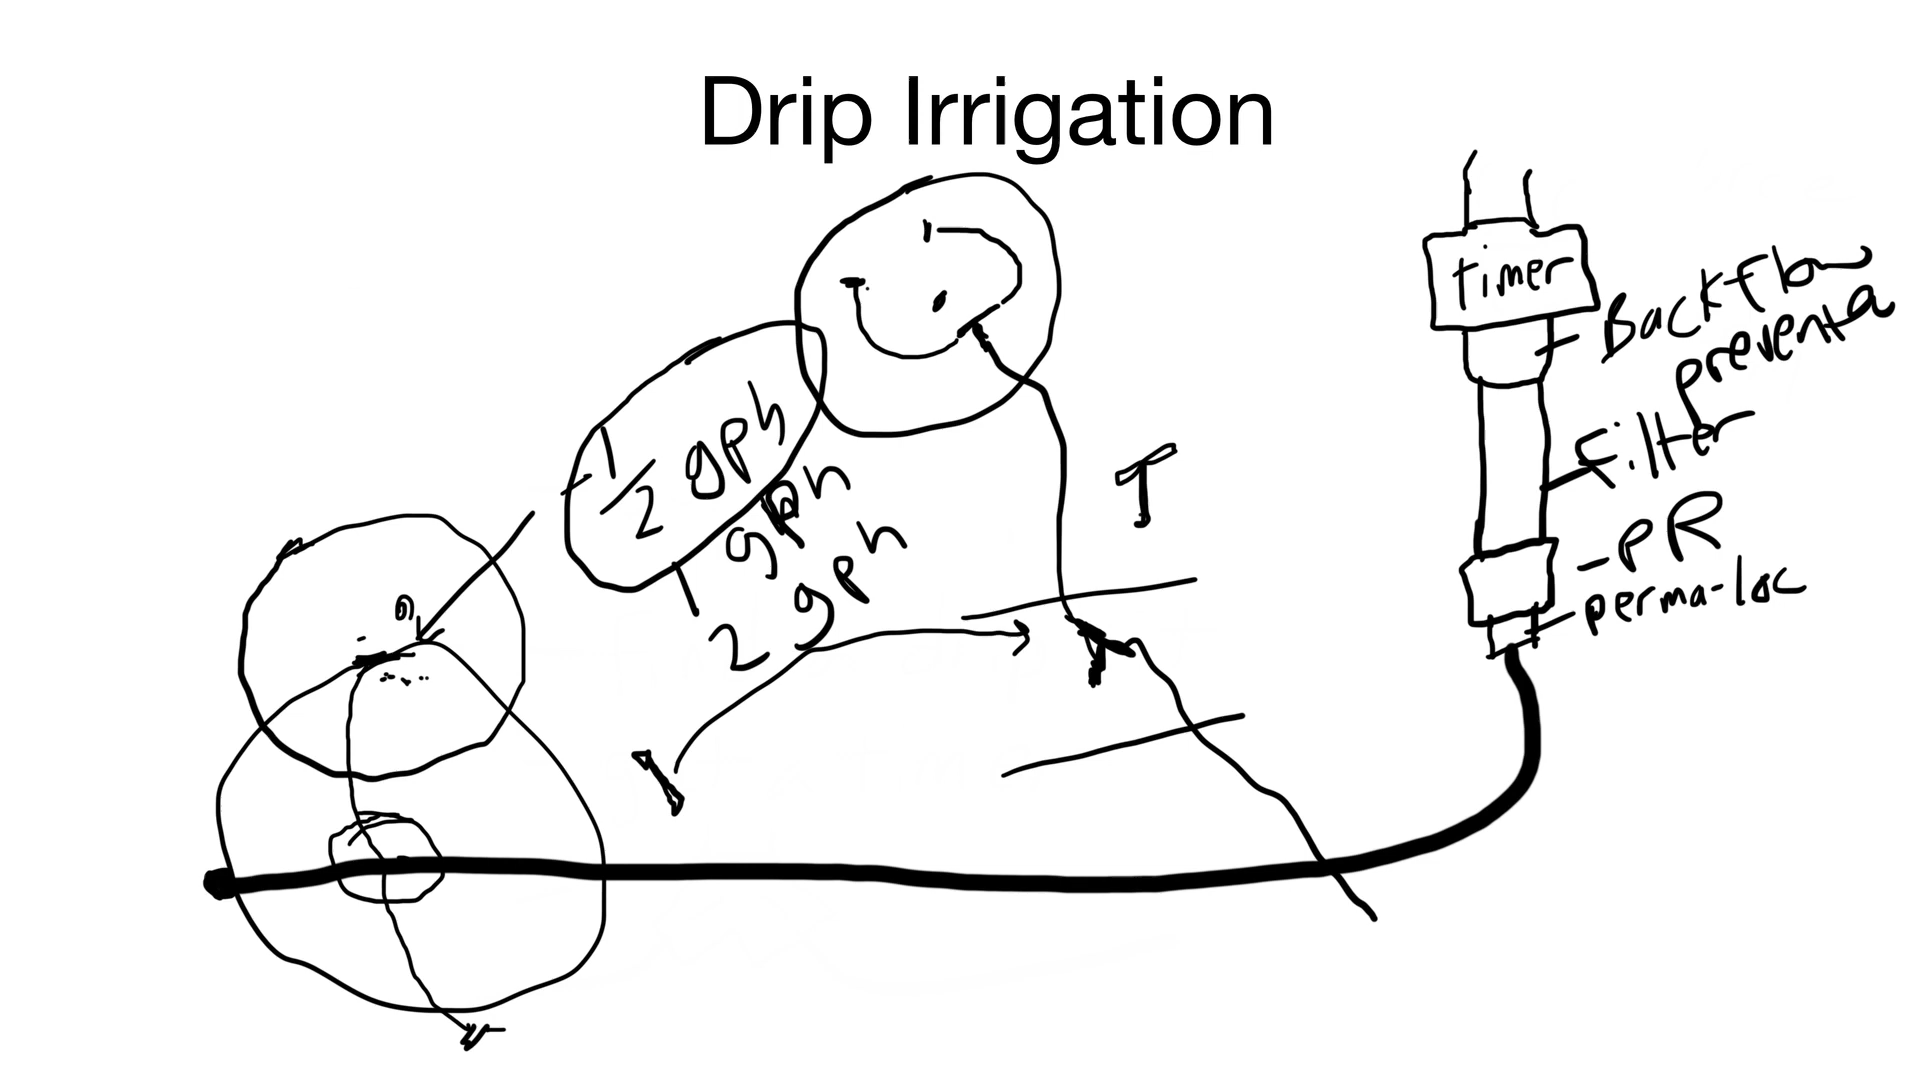 Drip Irrigation
timer
Backflow
preventa
Filter
-PR
perma-loc
1/2 gph
1 gph
2 gph
T